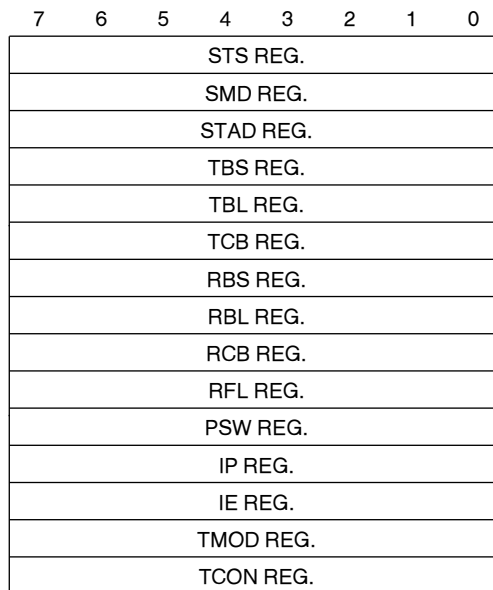 7 6 5 4 3 2 1 0
STS REG.
SMD REG.
STAD REG.
TBS REG.
TBL REG.
TCB REG.
RBS REG.
RBL REG.
RCB REG.
RFL REG.
PSW REG.
IP REG.
IE REG.
TMOD REG.
TCON REG.